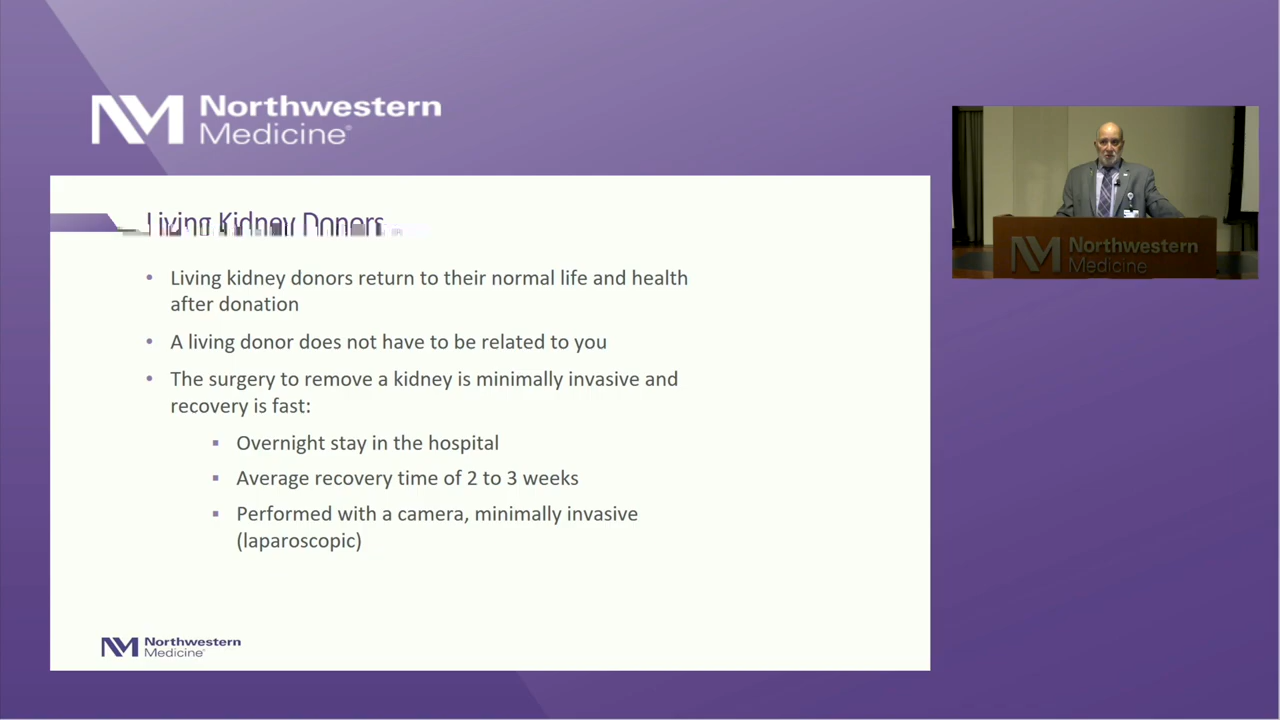 Northwestern
Medicine®
Living Kidney Donors
• Living kidney donors return to their normal life and health
after donation
• A living donor does not have to be related to you
• The surgery to remove a kidney is minimally invasive and
recovery is fast:
▪ Overnight stay in the hospital
▪ Average recovery time of 2 to 3 weeks
▪ Performed with a camera, minimally invasive
(laparoscopic)
Northwestern
Medicine®
Northwestern
Medicine